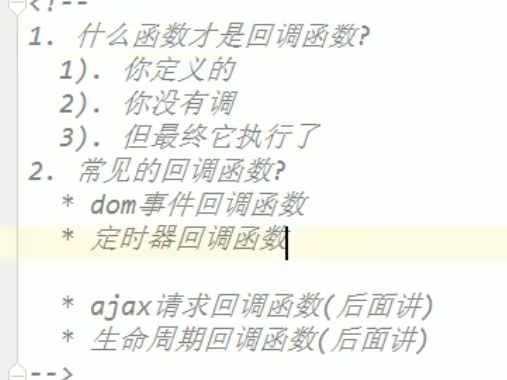 <!--
1. 什么函数才是回调函数?
1). 你定义的
2). 你没有调
3). 但最终它执行了
2. 常见的回调函数?
* dom事件回调函数
* 定时器回调函数
* ajax请求回调函数(后面讲)
* 生命周期回调函数(后面讲)
-->